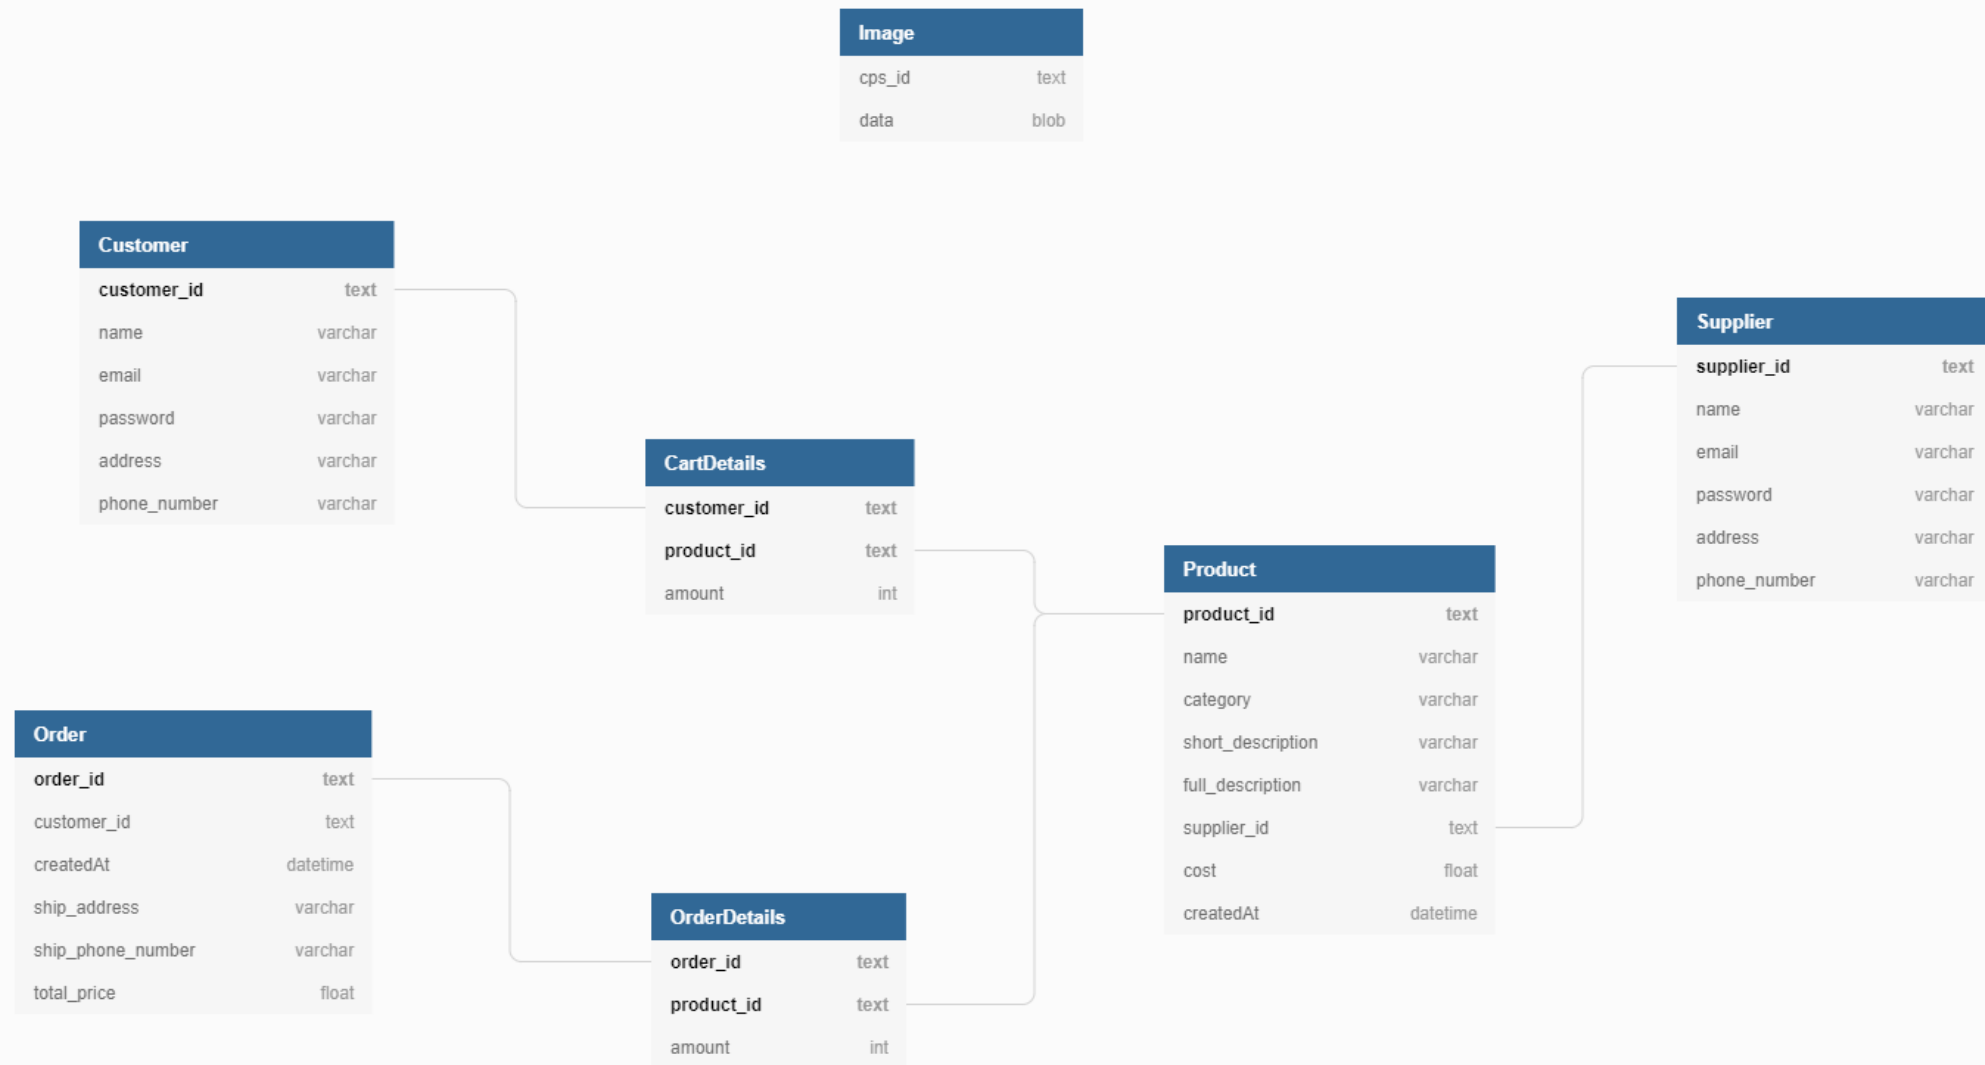 Image
cps_id text
data blob
Customer
customer_id text
name varchar
email varchar
password varchar
address varchar
phone_number varchar
Supplier
supplier_id text
name varchar
email varchar
password varchar
address varchar
phone_number varchar
CartDetails
customer_id text
product_id text
amount int
Product
product_id text
name varchar
category varchar
short_description varchar
full_description varchar
supplier_id text
cost float
createdAt datetime
Order
order_id text
customer_id text
createdAt datetime
ship_address varchar
ship_phone_number varchar
total_price float
OrderDetails
order_id text
product_id text
amount int